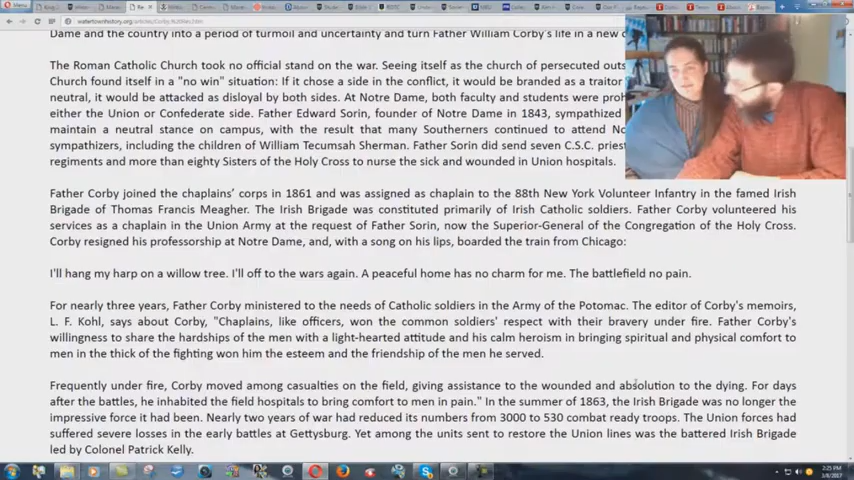 Menu
watertownhistory.org/articles/Corby
Dame and the country into a period of turmoil and uncertainty and turn Father William Corby's life in a new
The Roman Catholic Church took no official stand on the war. Seeing itself as the church of persecuted
Church found itself in a "no win" situation: If it chose a side in the conflict, it would be branded as a traitor
neutral, it would be attacked as disloyal by both sides. At Notre Dame, both faculty and students were
either the Union or Confederate side. Father Edward Sorin, founder of Notre Dame in 1843, sympathized
maintain a neutral stance on campus, with the result that many Southerners continued to attend
sympathizers, including the children of William Tecumsah Sherman. Father Sorin did send seven C.S.C.
regiments and more than eighty Sisters of the Holy Cross to nurse the sick and wounded in Union hospitals.
Father Corby joined the chaplains' corps in 1861 and was assigned as chaplain to the 88th New York Volunteer Infantry in the famed Irish
Brigade of Thomas Francis Meagher. The Irish Brigade was constituted primarily of Irish Catholic soldiers. Father Corby volunteered his
services as a chaplain in the Union Army at the request of Father Sorin, now the Superior-General of the Congregation of the Holy Cross.
Corby resigned his professorship at Notre Dame, and, with a song on his lips, boarded the train from Chicago:
I'll hang my harp on a willow tree. I'll off to the wars again. A peaceful home has no charm for me. The battlefield no pain.
For nearly three years, Father Corby ministered to the needs of Catholic soldiers in the Army of the Potomac. The editor of Corby's memoirs,
L. F. Kohl, says about Corby, "Chaplains, like officers, won the common soldiers' respect with their bravery under fire. Father Corby's
willingness to share the hardships of the men with a light-hearted attitude and his calm heroism in bringing spiritual and physical comfort to
men in the thick of the fighting won him the esteem and the friendship of the men he served.
Frequently under fire, Corby moved among casualties on the field, giving assistance to the wounded and absolution to the dying. For days
after the battles, he inhabited the field hospitals to bring comfort to men in pain." In the summer of 1863, the Irish Brigade was no longer the
impressive force it had been. Nearly two years of war had reduced its numbers from 3000 to 530 combat ready troops. The Union forces had
suffered severe losses in the early battles at Gettysburg. Yet among the units sent to restore the Union lines was the battered Irish Brigade
led by Colonel Patrick Kelly.
2:25 PM